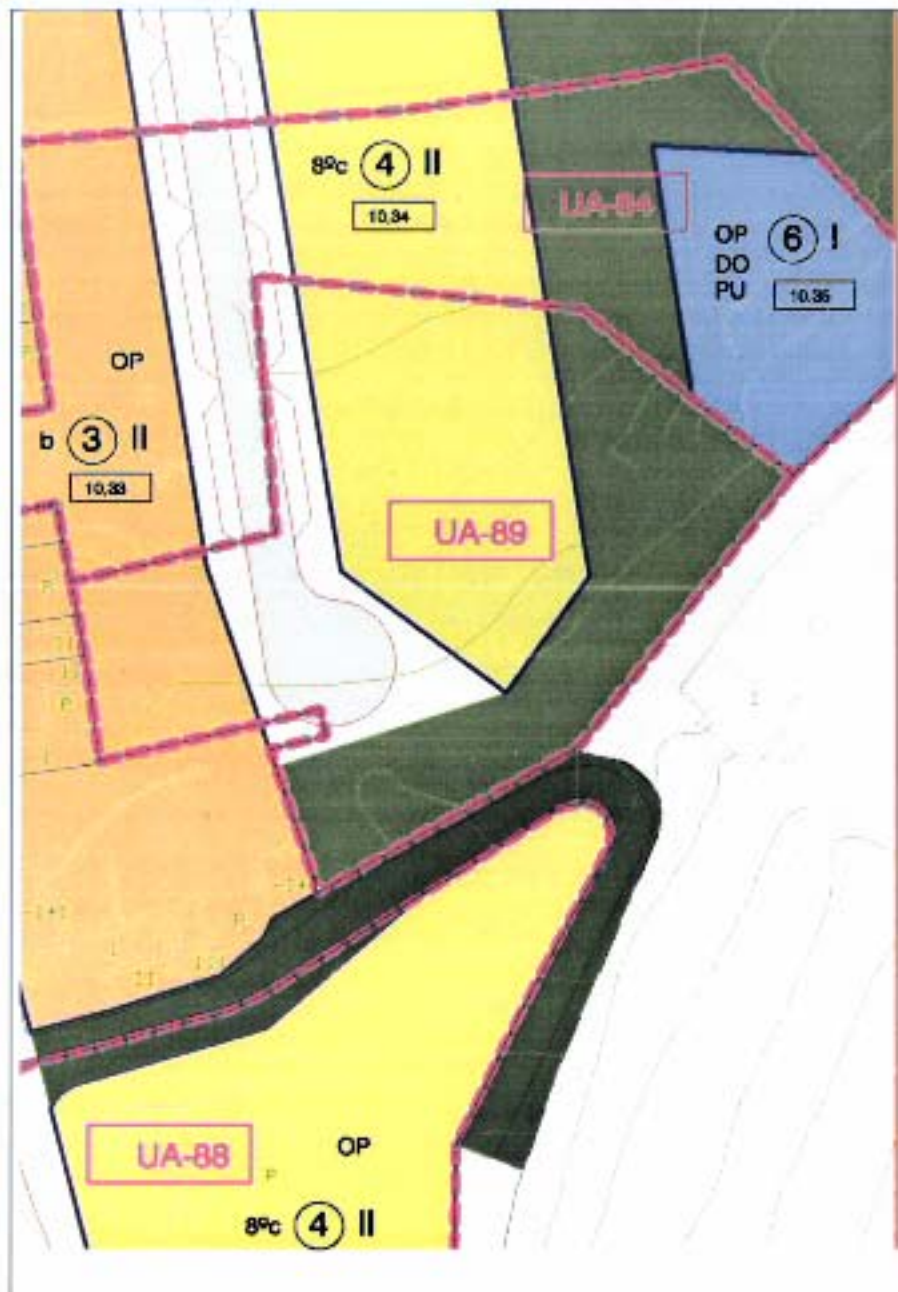 8ºc 4 II
10,34
UA-84
OP 6 I
DO
PU 10.35
OP
b 3 II
10,33
UA-89
UA-88
OP
P
8ºc 4 II